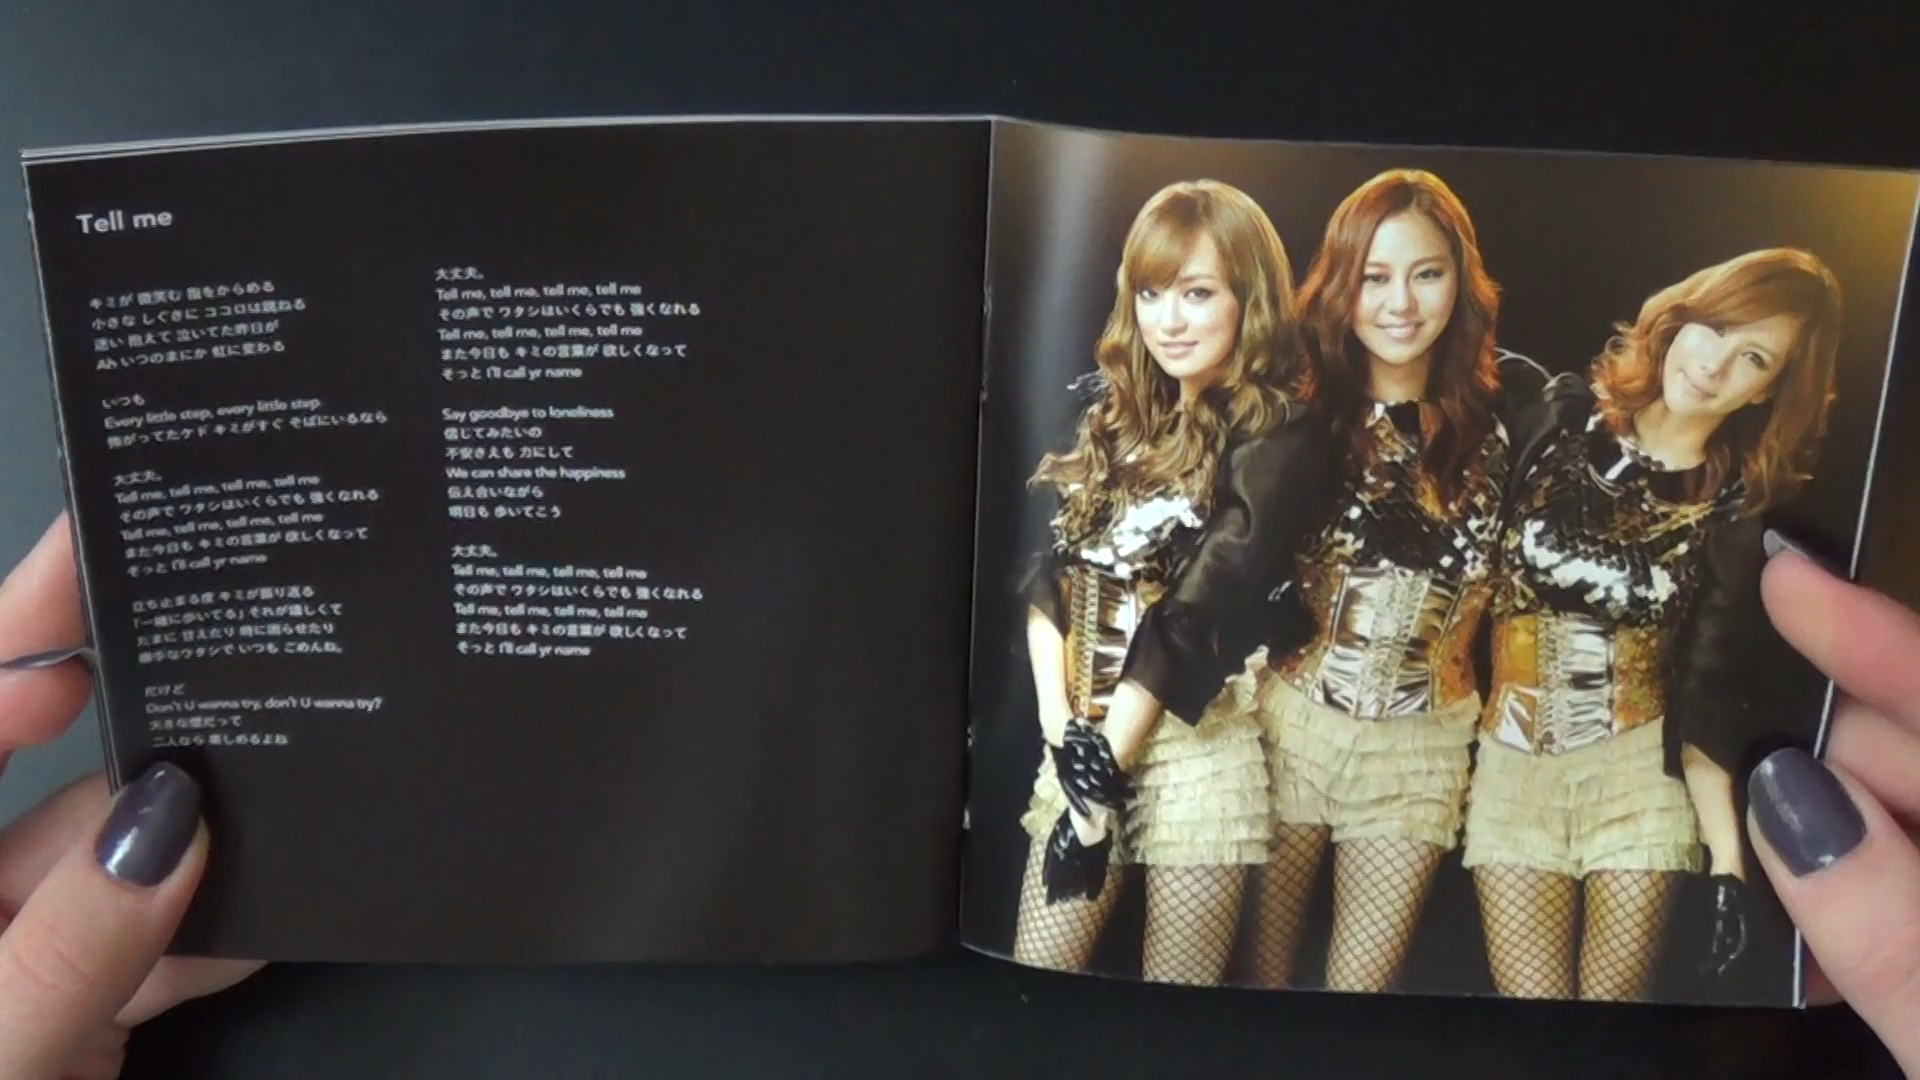 Tell me
キミが 微笑む 指をからめる
小さな しぐさに ココロは跳ねる
迷い 抱えて 泣いてた昨日が
Ah いつのまにか 虹に変わる
いつも
Every little step, every little step
怖がってたケド キミがすぐ そばにいるなら
大丈夫。
Tell me, tell me, tell me, tell me
その声で ワタシはいくらでも 強くなれる
Tell me, tell me, tell me, tell me
また今日も キミの言葉が 欲しくなって
そっと I'll call yr name
立ち止まる度 キミが振り返る
「一緒に歩いてる」それが嬉しくて
たまに 甘えたり 時に困らせたり
勝手なワタシで いつも ごめんね。
だけど
Don't U wanna try, don't U wanna try?
大きな壁だって
二人なら 楽しめるよね
大丈夫。
Tell me, tell me, tell me, tell me
その声で ワタシはいくらでも 強くなれる
Tell me, tell me, tell me, tell me
また今日も キミの言葉が 欲しくなって
そっと I'll call yr name
Say goodbye to loneliness
信じてみたいの
不安さえも 力にして
We can share the happiness
伝え合いながら
明日も 歩いてこう
大丈夫。
Tell me, tell me, tell me, tell me
その声で ワタシはいくらでも 強くなれる
Tell me, tell me, tell me, tell me
また今日も キミの言葉が 欲しくなって
そっと I'll call yr name